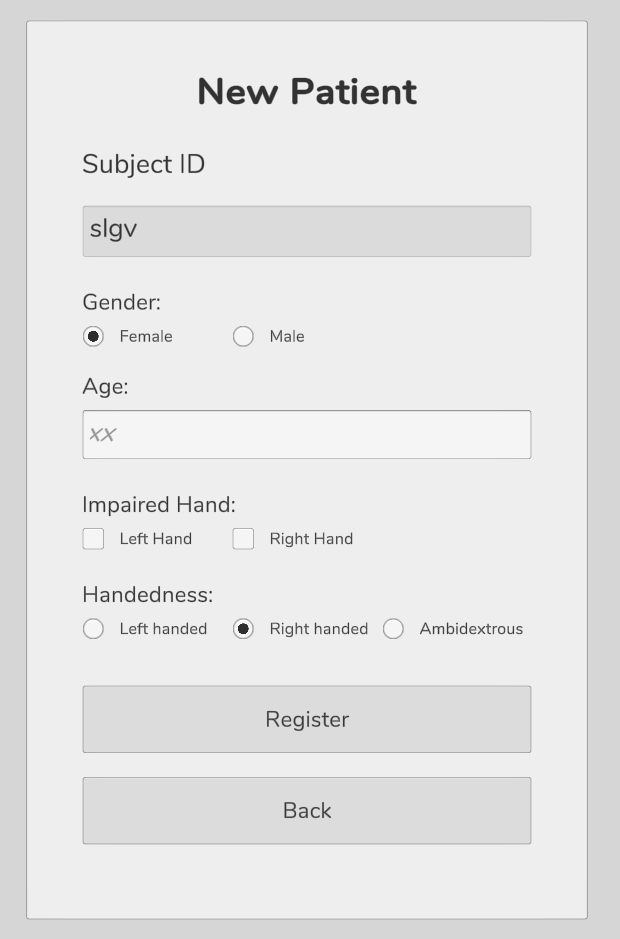 New Patient
Subject ID
slgv
Gender:
Female Male
Age:
xx
Impaired Hand:
Left Hand Right Hand
Handedness:
Left handed Right handed Ambidextrous
Register
Back